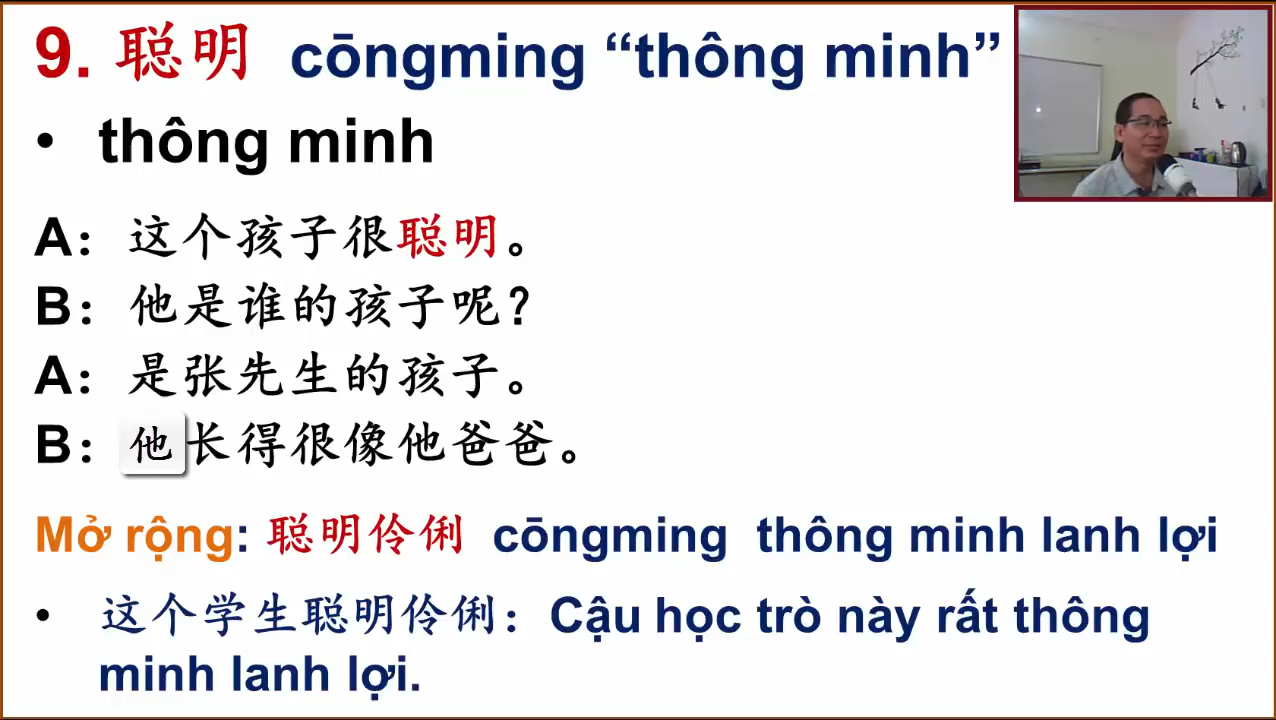 9. 聪明 cōngming “thông minh”
• thông minh
A：这个孩子很聪明。
B：他是谁的孩子呢？
A：是张先生的孩子。
B：他长得很像他爸爸。
Mở rộng: 聪明伶俐 cōngming thông minh lanh lợi
• 这个学生聪明伶俐：Cậu học trò này rất thông
minh lanh lợi.